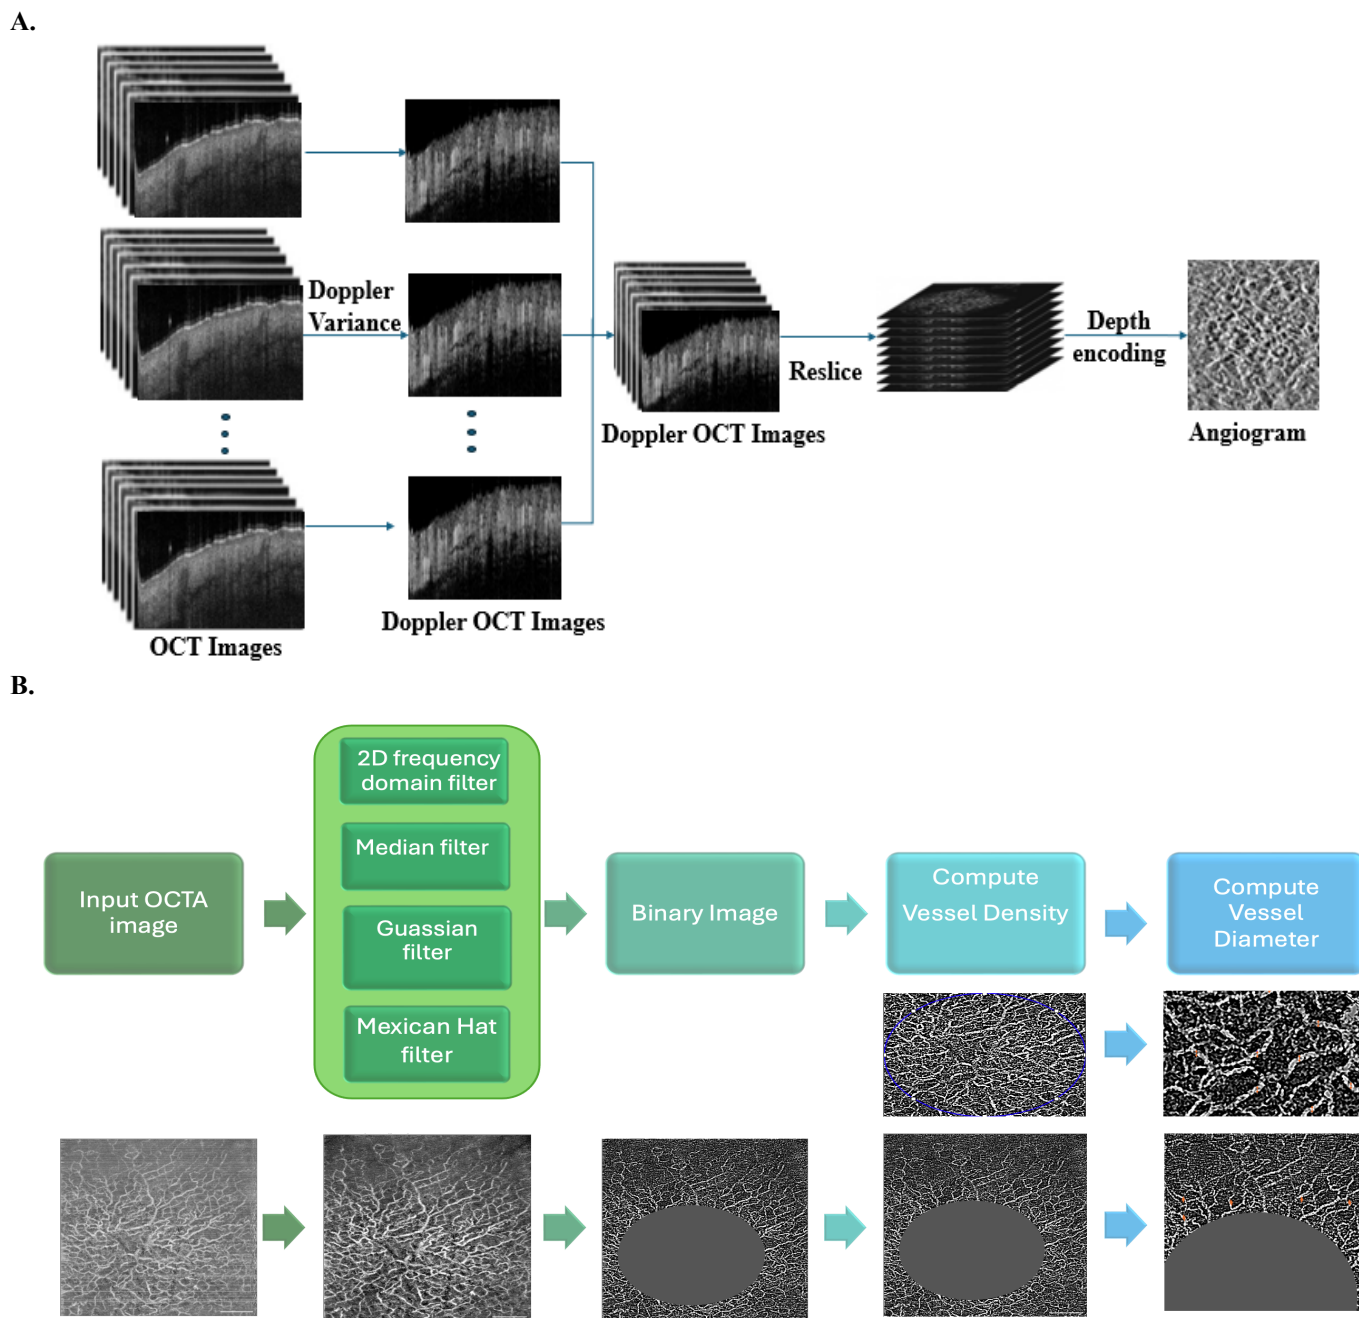 A.
Doppler
Variance
Depth
encoding
Reslice
Doppler OCT Images
Angiogram
Doppler OCT Images
OCT Images
B.
2D frequency
domain filter
Median filter
Guassian
filter
Mexican Hat
filter
Input OCTA
image
Binary Image
Compute
Vessel Density
Compute
Vessel
Diameter